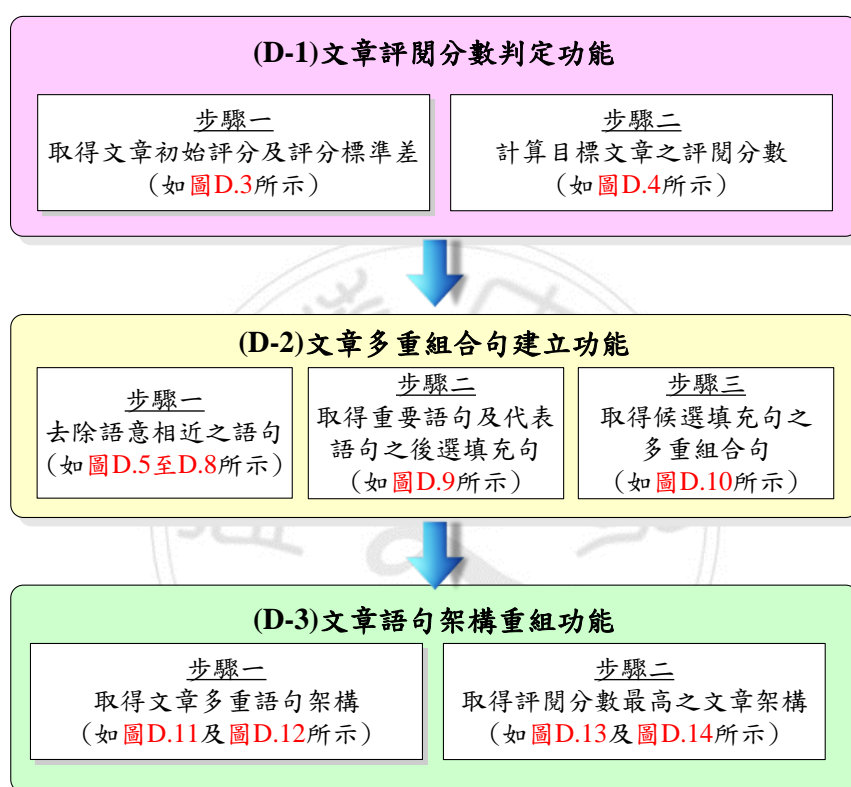 (D-1)文章評閱分數判定功能
步驟一
取得文章初始評分及評分標準差
(如圖D.3所示)
步驟二
計算目標文章之評閱分數
(如圖D.4所示)
(D-2)文章多重組合句建立功能
步驟一
去除語意相近之語句
(如圖D.5至D.8所示)
步驟二
取得重要語句及代表
語句之後選填充句
(如圖D.9所示)
步驟三
取得候選填充句之
多重組合句
(如圖D.10所示)
(D-3)文章語句架構重組功能
步驟一
取得文章多重語句架構
(如圖D.11及圖D.12所示)
步驟二
取得評閱分數最高之文章架構
(如圖D.13及圖D.14所示)